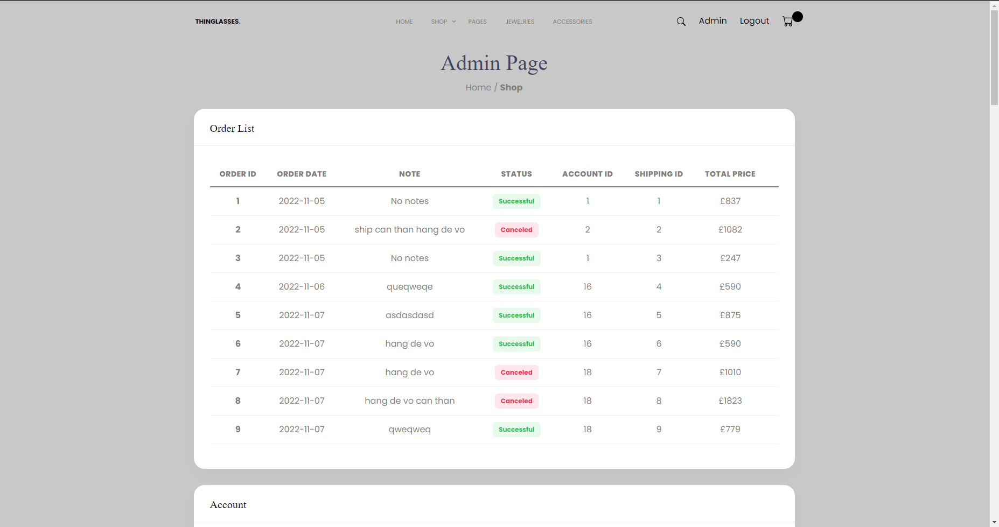 THINGLASSES. HOME SHOP PAGES JEWELRIES ACCESSORIES Admin Logout
Admin Page
Home / Shop
Order List
ORDER ID ORDER DATE NOTE STATUS ACCOUNT ID SHIPPING ID TOTAL PRICE
1 2022-11-05 No notes Successful 1 1 £837
2 2022-11-05 ship can than hang de vo Canceled 2 2 £1082
3 2022-11-05 No notes Successful 1 3 £247
4 2022-11-06 queqweqe Successful 16 4 £590
5 2022-11-07 asdasdasd Successful 16 5 £875
6 2022-11-07 hang de vo Successful 16 6 £590
7 2022-11-07 hang de vo Canceled 18 7 £1010
8 2022-11-07 hang de vo can than Canceled 18 8 £1823
9 2022-11-07 qweqweq Successful 18 9 £779
Account